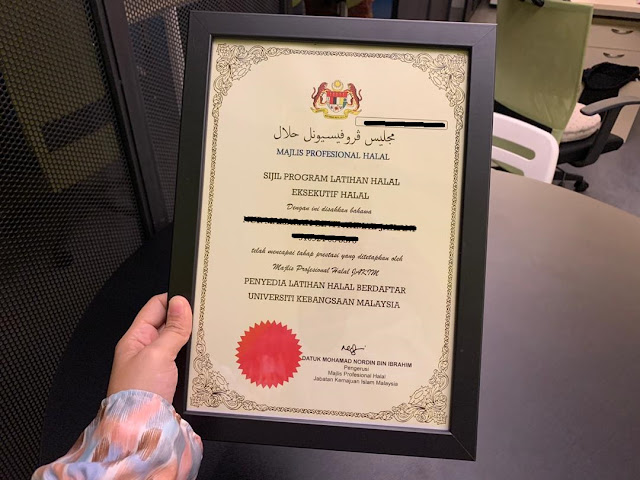 مجليس ڤروفيسيونل حلال
MAJLIS PROFESIONAL HALAL
SIJIL PROGRAM LATIHAN HALAL
EKSEKUTIF HALAL
Dengan ini disahkan bahawa
telah mencapai tahap prestasi yang ditetapkan oleh
Majlis Profesional Halal JAKIM
PENYEDIA LATIHAN HALAL BERDAFTAR
UNIVERSITI KEBANGSAAN MALAYSIA
DATUK MOHAMAD NORDIN BIN IBRAHIM
Pengerusi
Majlis Profesional Halal
Jabatan Kemajuan Islam Malaysia